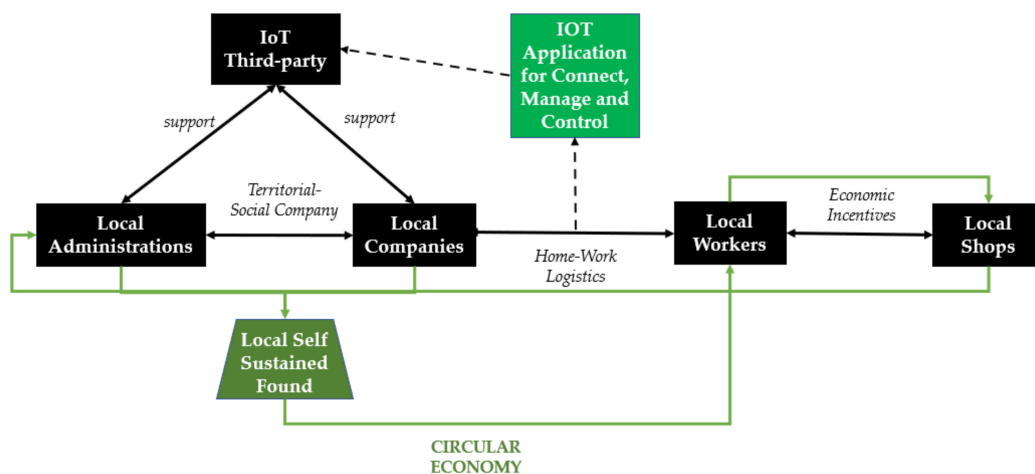 IoT
Third-party
IOT
Application
for Connect,
Manage and
Control
support
support
Territorial-
Social Company
Economic
Incentives
Local
Administrations
Local
Companies
Local
Workers
Local
Shops
Home-Work
Logistics
Local Self
Sustained
Found
CIRCULAR
ECONOMY